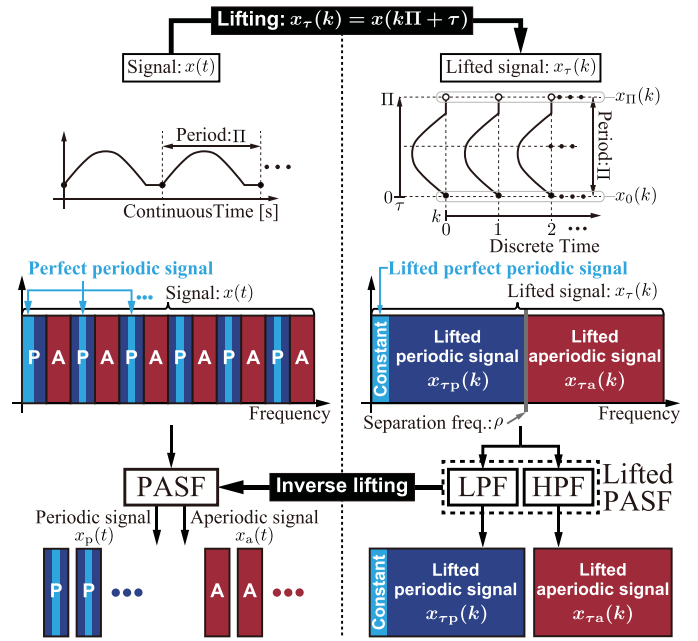 Lifting: xτ(k) = x(kΠ + τ)
Signal: x(t)
Lifted signal: xτ(k)
Period:Π
ContinuousTime [s]
Π
xΠ(k)
Period:Π
0
τ
x0(k)
k
0 1 2
Discrete Time
Perfect periodic signal
Signal: x(t)
P A P A P A P A P A P A
Frequency
Lifted perfect periodic signal
Lifted signal: xτ(k)
Constant
Lifted
periodic signal
xτp(k)
Lifted
aperiodic signal
xτa(k)
Frequency
Separation freq.:ρ
PASF
Inverse lifting
LPF
HPF
Lifted
PASF
Periodic signal
xp(t)
Aperiodic signal
xa(t)
P P
A A
Constant
Lifted
periodic signal
xτp(k)
Lifted
aperiodic signal
xτa(k)